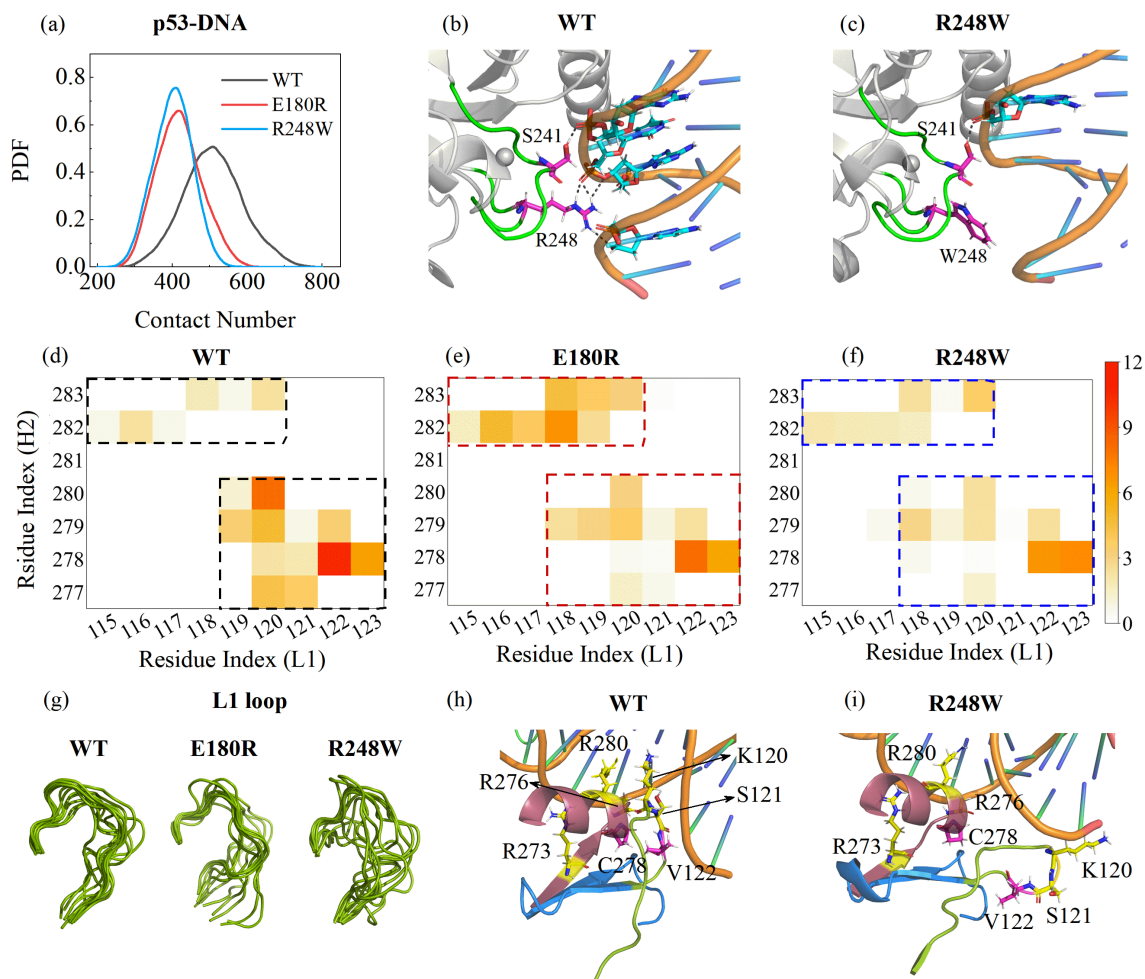 (a) p53-DNA
(b) WT
(c) R248W
PDF
0.8
0.6
0.4
0.2
0.0
WT
E180R
R248W
200 400 600 800
Contact Number
S241
R248
S241
W248
(d) WT
(e) E180R
(f) R248W
Rsidue Index (H2)
283
282
281
280
279
278
277
115 116 117 118 119 120 121 122 123
Residue Index (L1)
283
282
281
280
279
278
277
115 116 117 118 119 120 121 122 123
Residue Index (L1)
283
282
281
280
279
278
277
115 116 117 118 119 120 121 122 123
Residue Index (L1)
12
9
6
3
0
(g) L1 loop
WT E180R R248W
(h) WT
R280
K120
R276
S121
R273
C278
V122
(i) R248W
R280
R276
R273
C278
K120
V122
S121